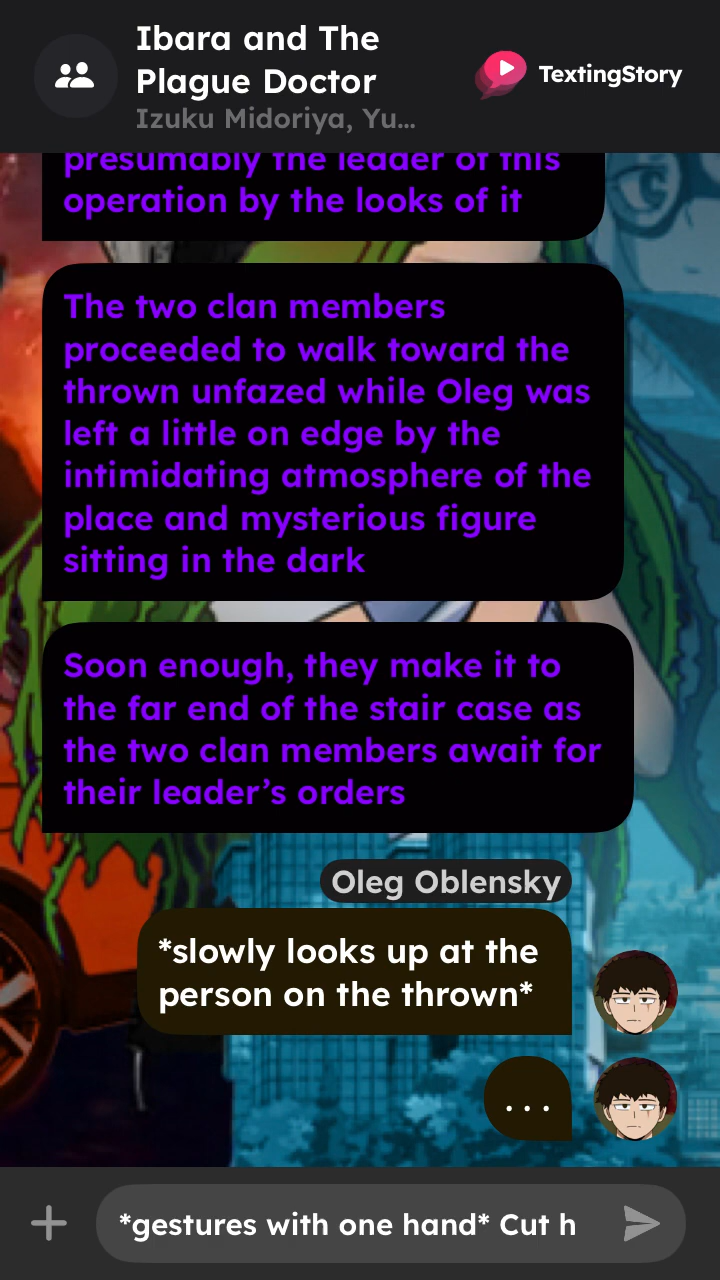 Ibara and The
Plague Doctor
Izuku Midoriya, Yu...
TextingStory
presumably the leader of this
operation by the looks of it
The two clan members
proceeded to walk toward the
thrown unfazed while Oleg was
left a little on edge by the
intimidating atmosphere of the
place and mysterious figure
sitting in the dark
Soon enough, they make it to
the far end of the stair case as
the two clan members await for
their leader’s orders
Oleg Oblensky
*slowly looks up at the
person on the thrown*
...
*gestures with one hand* Cut h